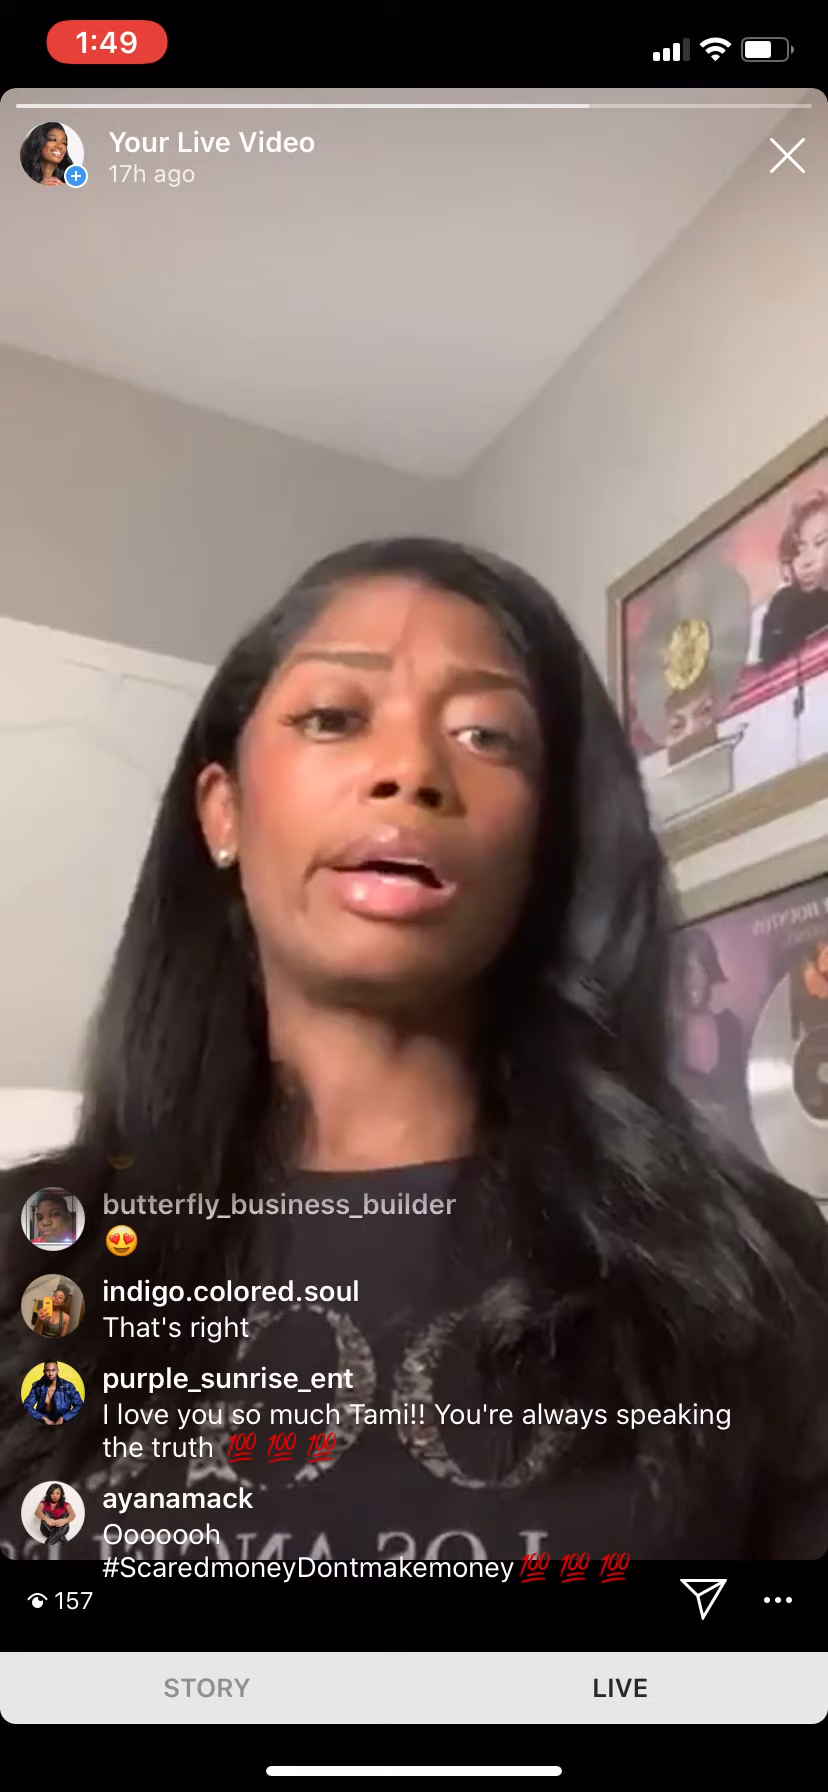 1:49
Your Live Video
17h ago
butterfly_business_builder
😍
indigo.colored.soul
That's right
purple_sunrise_ent
I love you so much Tami!! You're always speaking
the truth 💯 💯 💯
ayanamack
Ooooooh
#ScaredmoneyDontmakemoney💯 💯 💯
157
STORY
LIVE